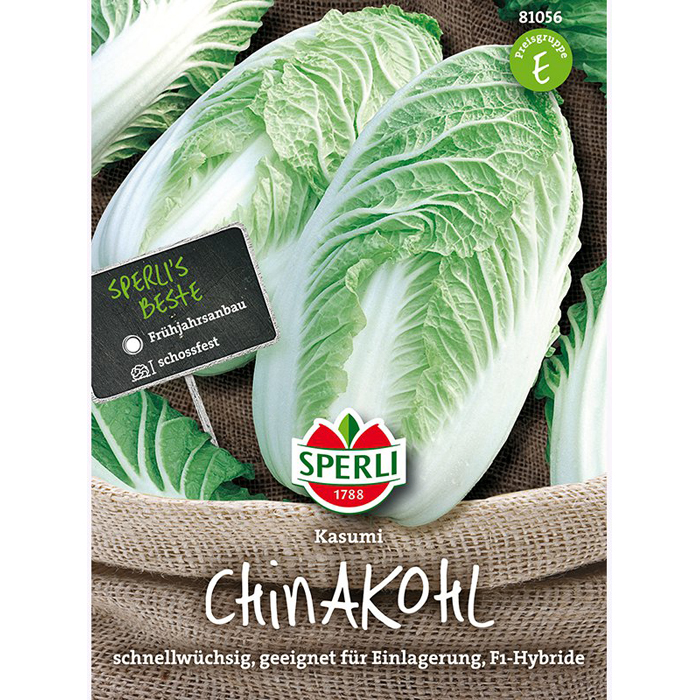 81056
Preisgruppe
E
SPERLI'S
BESTE
Frühjahrsanbau
schossfest
SPERLI
1788
Kasumi
CHINAKOHL
schnellwüchsig, geeignet für Einlagerung, F1-Hybride